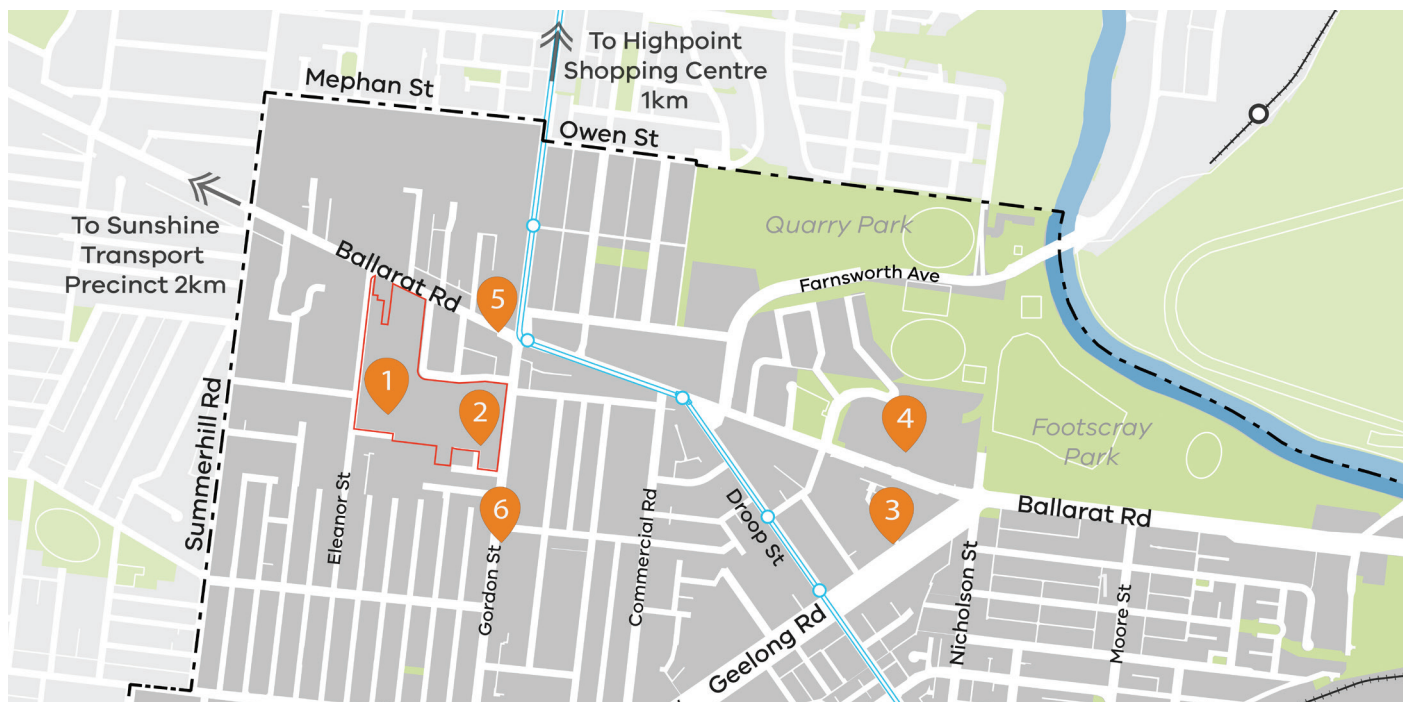 To Highpoint
Shopping Centre
1km
Mephan St
Owen St
To Sunshine
Transport
Precinct 2km
Quarry Park
Farnsworth Ave
Ballarat Rd
5
1
2
4
Footscray
Park
Summerhill Rd
Eleanor St
6
Gordon St
Commercial Rd
Droop St
3
Ballarat Rd
Nicholson St
Moore St
Geelong Rd